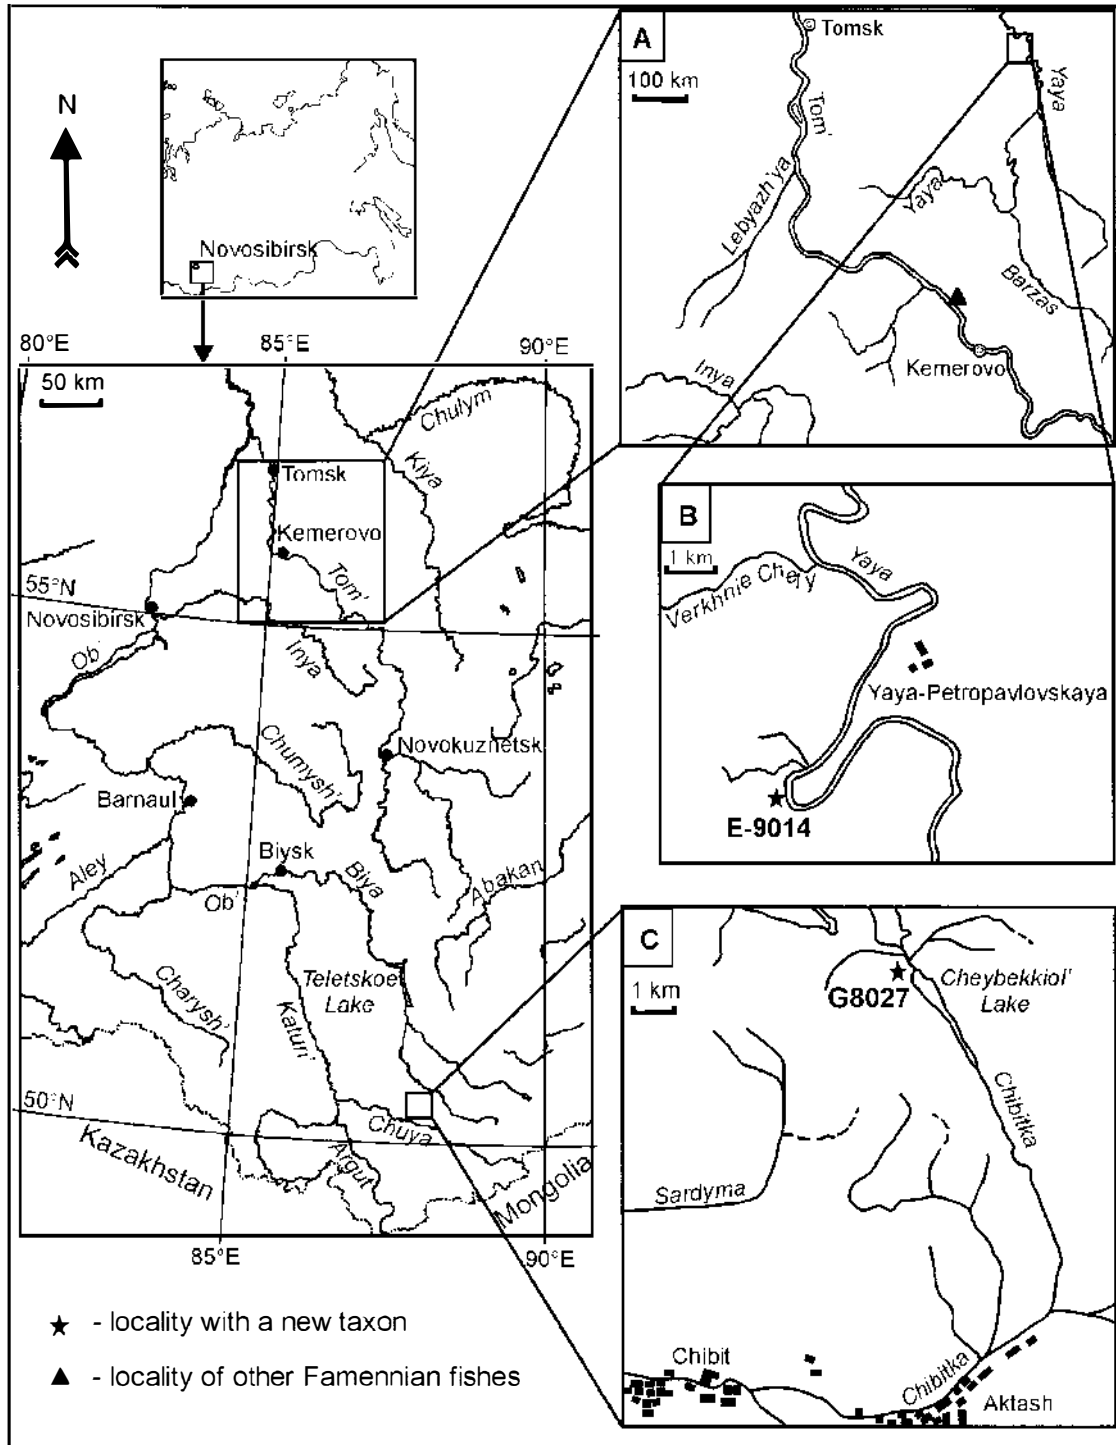 N
Novosibirsk
80°E
85°E
90°E
50 km
Chulym
Kiya
Tomsk
Kemerovo
Tom'
55°N
Novosibirsk
Ob'
Inya
Chumysh'
Novokuznetsk
Barnaul
Aley
Biysk
Biya
Abakan
Ob'
Teletskoe
Lake
Charysh'
Katun'
50°N
Chuya
Argut
Kazakhstan
Mongolia
85°E
90°E
★ - locality with a new taxon
▲ - locality of other Famennian fishes
A
Tomsk
100 km
Tom'
Yaya
Lebyazh'ya
Yaya
Barzas
Kemerovo
Inya
B
1 km
Yaya
Verkhnie Chety
Yaya-Petropavlovskaya
E-9014
C
1 km
G8027
Cheybekkiol'
Lake
Chibitka
Sardyma
Chibit
Chibitka
Aktash